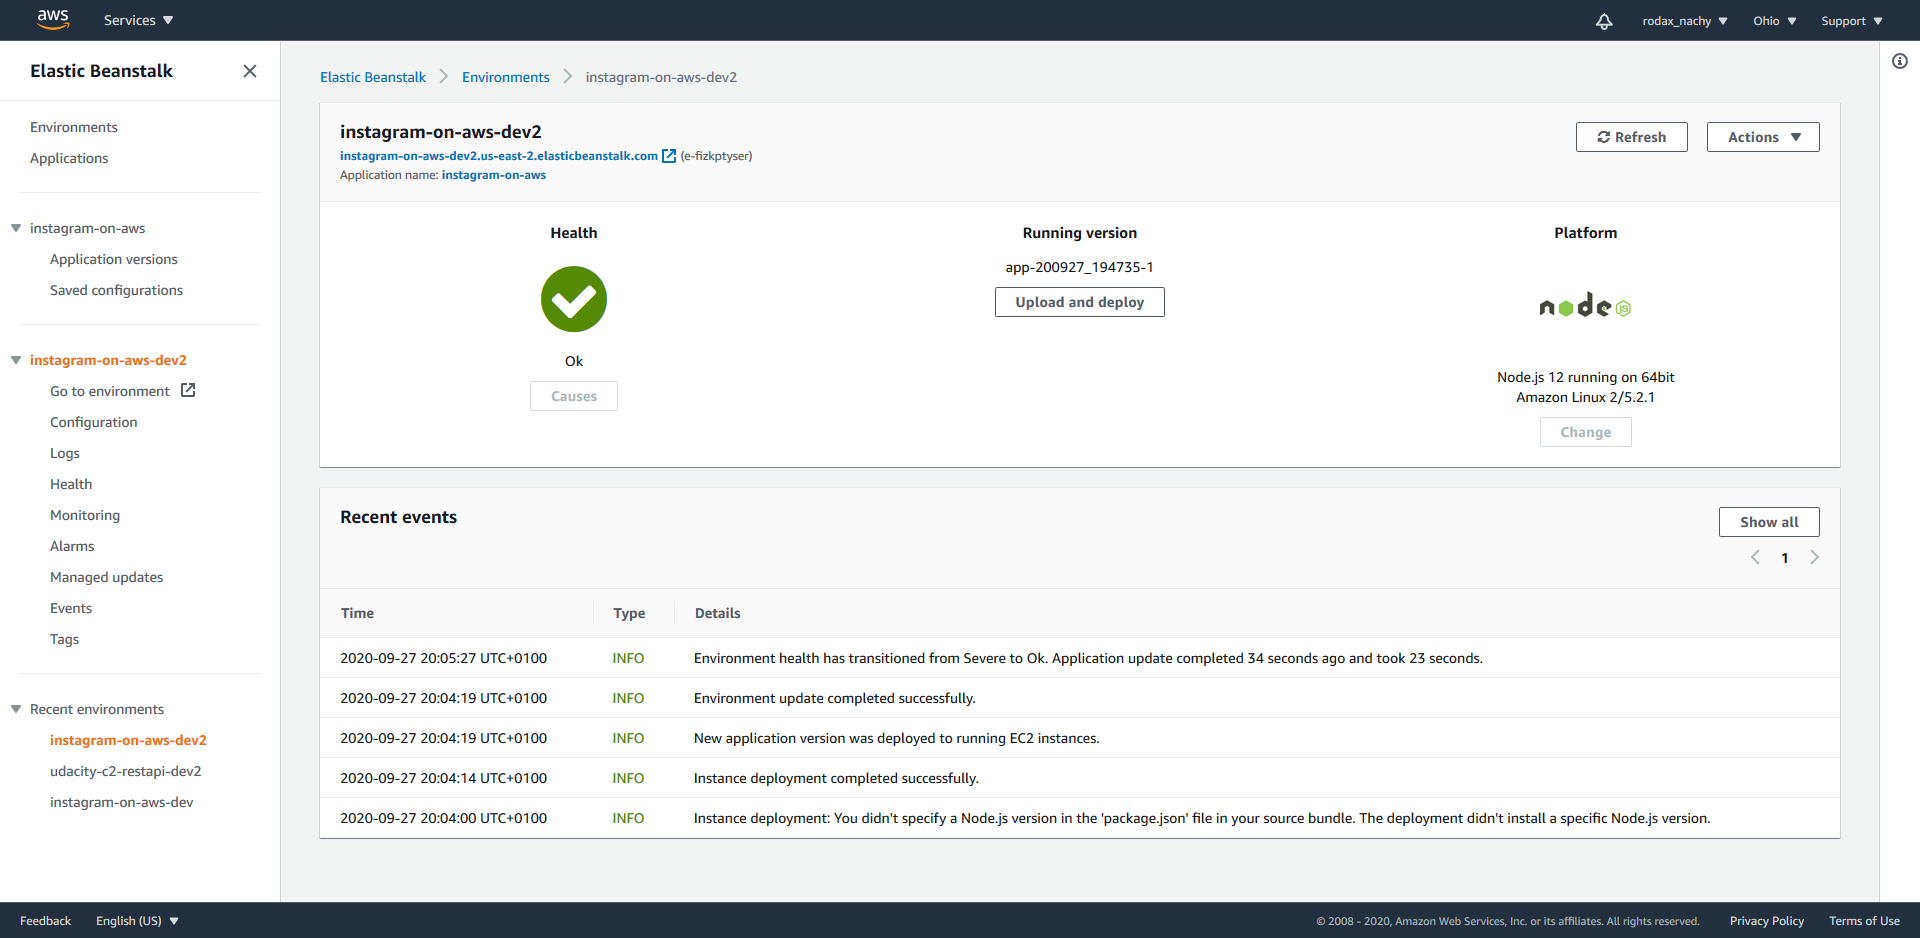 aws
Services
rodax_nachy
Ohio
Support
Elastic Beanstalk
Environments
Applications
instagram-on-aws
Application versions
Saved configurations
instagram-on-aws-dev2
Go to environment
Configuration
Logs
Health
Monitoring
Alarms
Managed updates
Events
Tags
Recent environments
instagram-on-aws-dev2
udacity-c2-restapi-dev2
instagram-on-aws-dev
Elastic Beanstalk Environments instagram-on-aws-dev2
instagram-on-aws-dev2
instagram-on-aws-dev2.us-east-2.elasticbeanstalk.com (e-fizkptyser)
Application name: instagram-on-aws
Refresh
Actions
Health
Ok
Causes
Running version
app-200927_194735-1
Upload and deploy
Platform
node JS
Node.js 12 running on 64bit
Amazon Linux 2/5.2.1
Change
Recent events
Show all
1
Time Type Details
2020-09-27 20:05:27 UTC+0100 INFO Environment health has transitioned from Severe to Ok. Application update completed 34 seconds ago and took 23 seconds.
2020-09-27 20:04:19 UTC+0100 INFO Environment update completed successfully.
2020-09-27 20:04:19 UTC+0100 INFO New application version was deployed to running EC2 instances.
2020-09-27 20:04:14 UTC+0100 INFO Instance deployment completed successfully.
2020-09-27 20:04:00 UTC+0100 INFO Instance deployment: You didn't specify a Node.js version in the 'package.json' file in your source bundle. The deployment didn't install a specific Node.js version.
Feedback
English (US)
© 2008 - 2020, Amazon Web Services, Inc. or its affiliates. All rights reserved.
Privacy Policy
Terms of Use